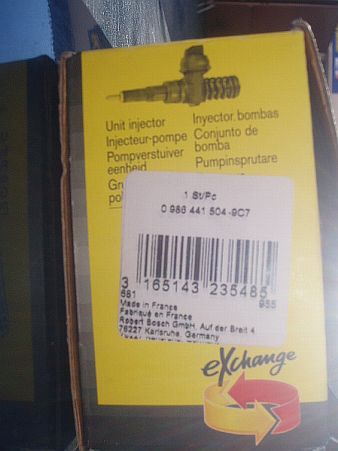 Unit injector
Injecteur-pompe
Pompverstuiver
eenheid
Inyector.bombas
Conjunto de
bomba
Pumpinsprutare
1 St/Pc
0 986 441 504-9C7
3 165143 235485
681
955
Made in France
Fabriqué en France
Robert Bosch GmbH, Auf der Breit 4
76227 Karlsruhe, Germany
eXchange